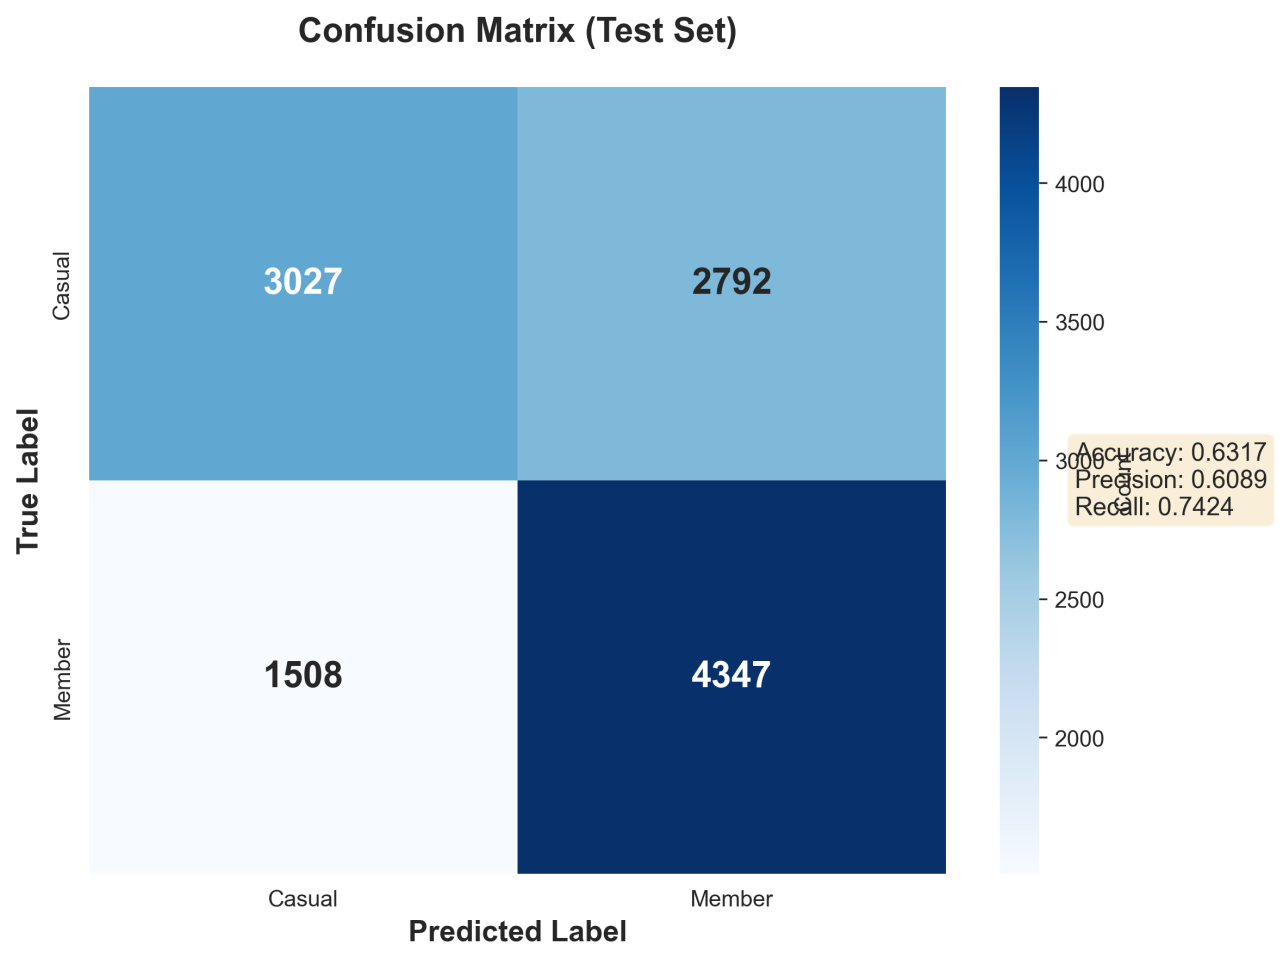 Confusion Matrix (Test Set)
True Label
Casual
Member
3027
2792
1508
4347
Casual
Member
Predicted Label
4000
3500
3000
2500
2000
Count
Accuracy: 0.6317
Precision: 0.6089
Recall: 0.7424